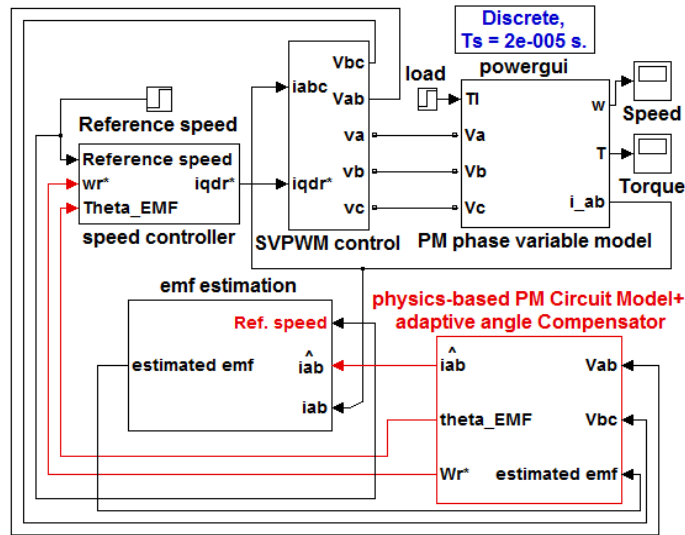 Discrete,
Ts = 2e-005 s.
powergui
Vbc
iabc
Vab
va
vb
iqdr*
vc
SVPWM control
load
Tl
w
Va
T
Vb
i_ab
Vc
PM phase variable model
Speed
Torque
Reference speed
Reference speed
wr*
iqdr*
Theta_EMF
speed controller
emf estimation
Ref. speed
estimated emf
^
iab
iab
physics-based PM Circuit Model+
adaptive angle Compensator
^
iab
Vab
theta_EMF
Vbc
Wr*
estimated emf